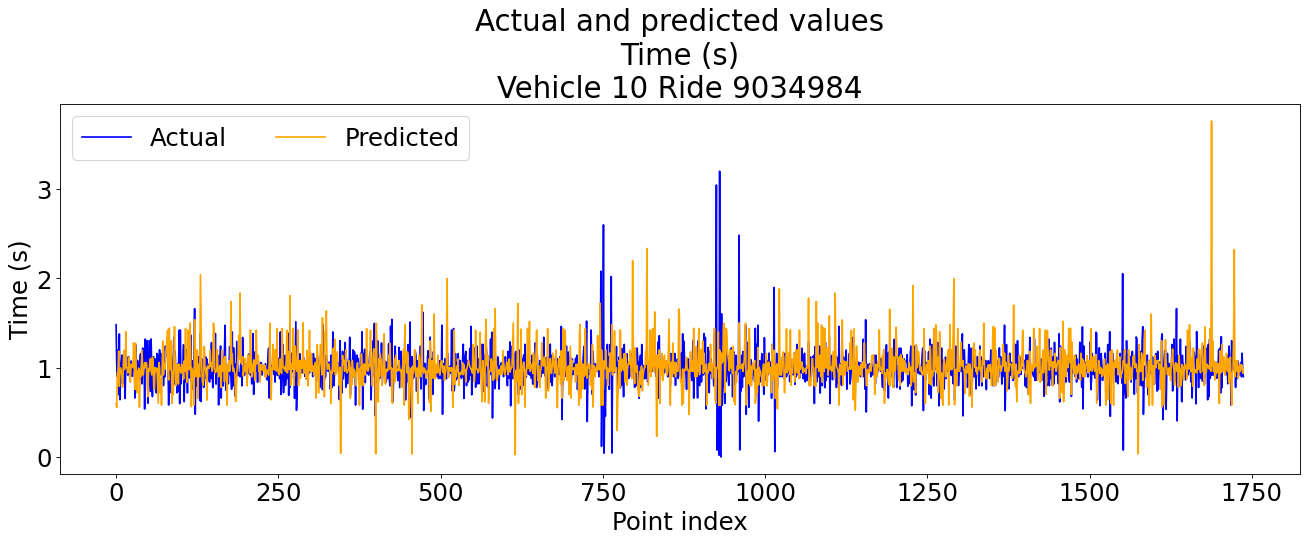 Actual and predicted values
Time (s)
Vehicle 10 Ride 9034984
Actual
Predicted
Time (s)
3
2
1
0
0
250
500
750
1000
1250
1500
1750
Point index